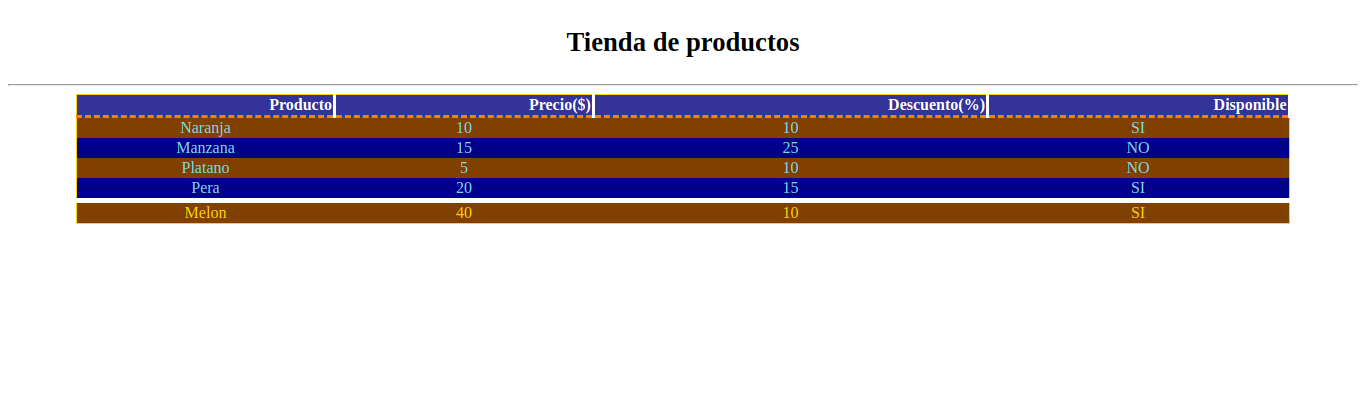 Tienda de productos
Producto Precio($) Descuento(%) Disponible
Naranja 10 10 SI
Manzana 15 25 NO
Platano 5 10 NO
Pera 20 15 SI
Melon 40 10 SI